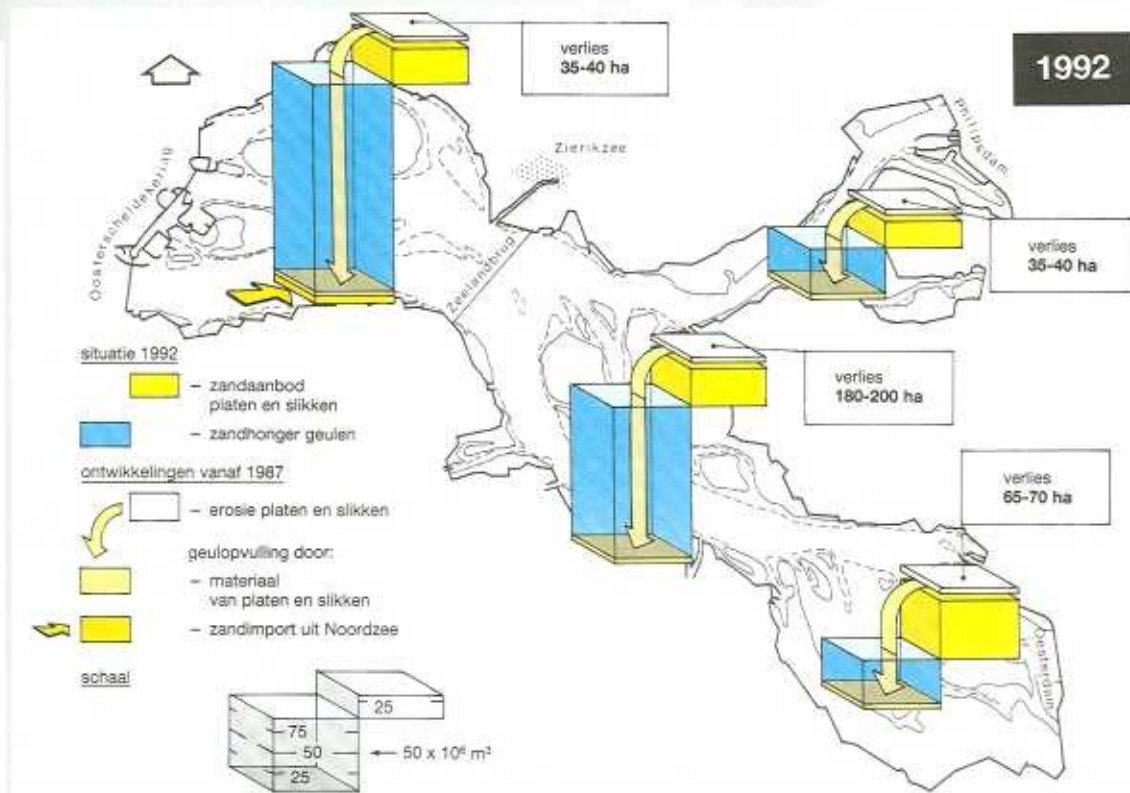 1992
verlies
35-40 ha
Zierikzee
Philipsdam
Oosterscheldekering
Zeelandbrug
verlies
35-40 ha
verlies
180-200 ha
verlies
65-70 ha
Oesterdam
situatie 1992
– zandaanbod
platen en slikken
– zandhonger geulen
ontwikkelingen vanaf 1987
– erosie platen en slikken
geulopvulling door:
– materiaal
van platen en slikken
– zandimport uit Noordzee
schaal
25
75
50
25
50 x 10⁶ m³